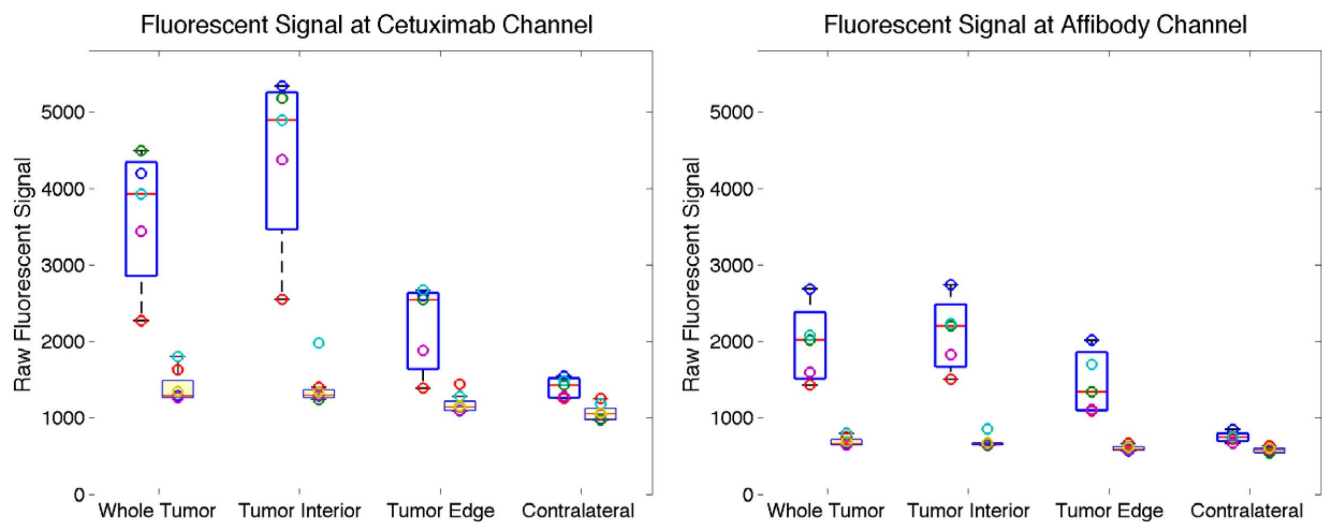 Fluorescent Signal at Cetuximab Channel
Raw Fluorescent Signal
5000
4000
3000
2000
1000
0
Whole Tumor Tumor Interior Tumor Edge Contralateral
Fluorescent Signal at Affibody Channel
Raw Fluorescent Signal
5000
4000
3000
2000
1000
0
Whole Tumor Tumor Interior Tumor Edge Contralateral